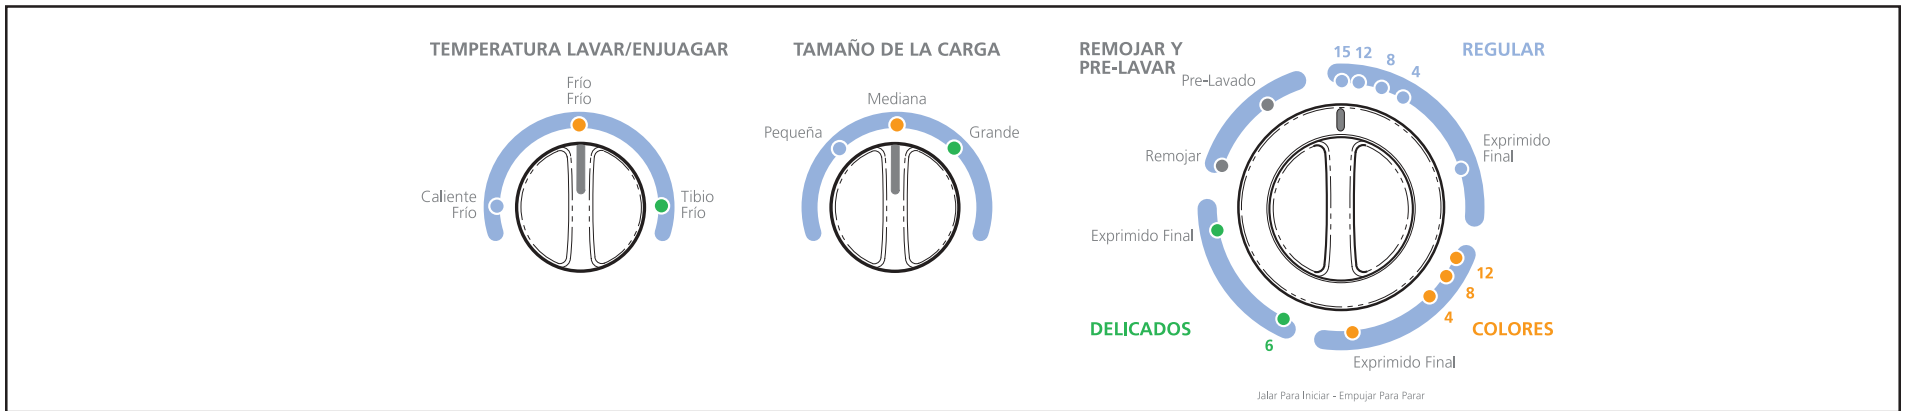 TEMPERATURA LAVAR/ENJUAGAR
Frío
Frío
Caliente
Frío
Tibio
Frío
TAMAÑO DE LA CARGA
Mediana
Pequeña
Grande
REMOJAR Y
PRE-LAVAR
Pre-Lavado
Remojar
REGULAR
15 12 8 4
Exprimido
Final
12
8
4
COLORES
Exprimido Final
DELICADOS
6
Exprimido Final
Jalar Para Iniciar - Empujar Para Parar